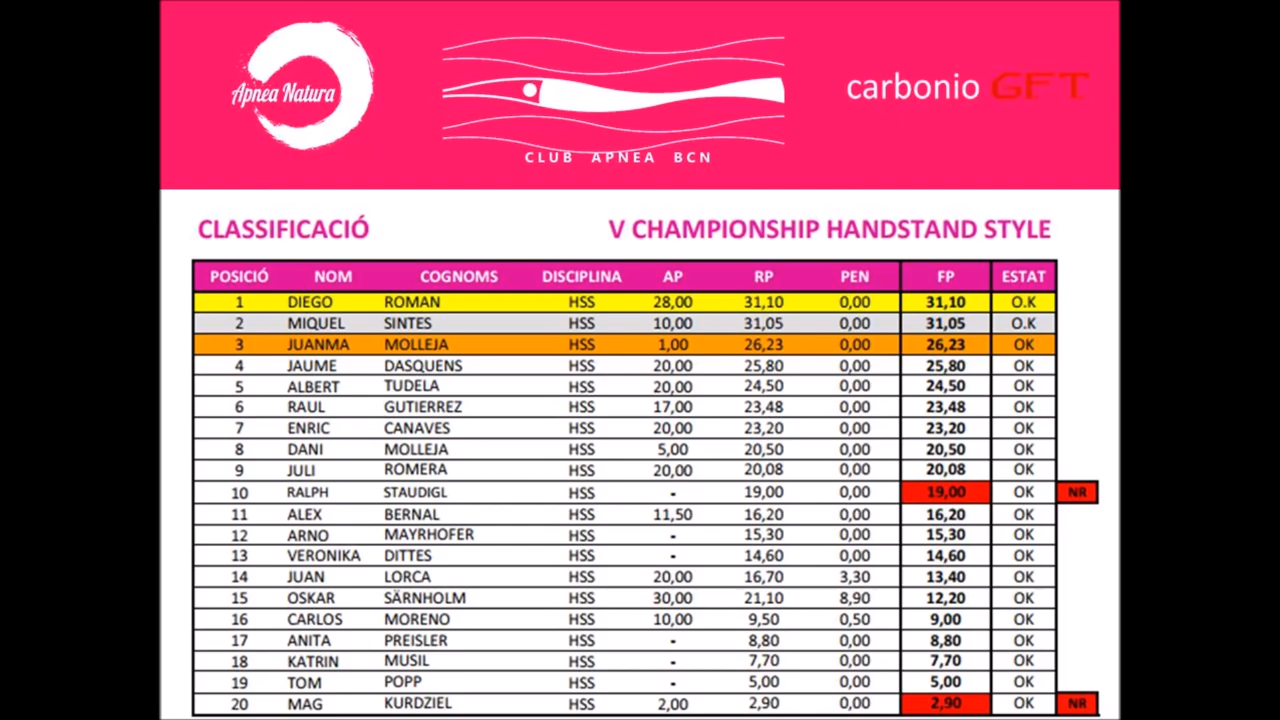 Apnea Natura
carbonio GFT
CLUB APNEA BCN
CLASSIFICACIÓ V CHAMPIONSHIP HANDSTAND STYLE
POSICIÓ NOM COGNOMS DISCIPLINA AP RP PEN FP ESTAT
1 DIEGO ROMAN HSS 28,00 31,10 0,00 31,10 O.K
2 MIQUEL SINTES HSS 10,00 31,05 0,00 31,05 O.K
3 JUANMA MOLLEJA HSS 1,00 26,23 0,00 26,23 OK
4 JAUME DASQUENS HSS 20,00 25,80 0,00 25,80 OK
5 ALBERT TUDELA HSS 20,00 24,50 0,00 24,50 OK
6 RAUL GUTIERREZ HSS 17,00 23,48 0,00 23,48 OK
7 ENRIC CANAVES HSS 20,00 23,20 0,00 23,20 OK
8 DANI MOLLEJA HSS 5,00 20,50 0,00 20,50 OK
9 JULI ROMERA HSS 20,00 20,08 0,00 20,08 OK
10 RALPH STAUDIGL HSS - 19,00 0,00 19,00 OK NR
11 ALEX BERNAL HSS 11,50 16,20 0,00 16,20 OK
12 ARNO MAYRHOFER HSS - 15,30 0,00 15,30 OK
13 VERONIKA DITTES HSS - 14,60 0,00 14,60 OK
14 JUAN LORCA HSS 20,00 16,70 3,30 13,40 OK
15 OSKAR SÄRNHOLM HSS 30,00 21,10 8,90 12,20 OK
16 CARLOS MORENO HSS 10,00 9,50 0,50 9,00 OK
17 ANITA PREISLER HSS - 8,80 0,00 8,80 OK
18 KATRIN MUSIL HSS - 7,70 0,00 7,70 OK
19 TOM POPP HSS - 5,00 0,00 5,00 OK
20 MAG KURDZIEL HSS 2,00 2,90 0,00 2,90 OK NR